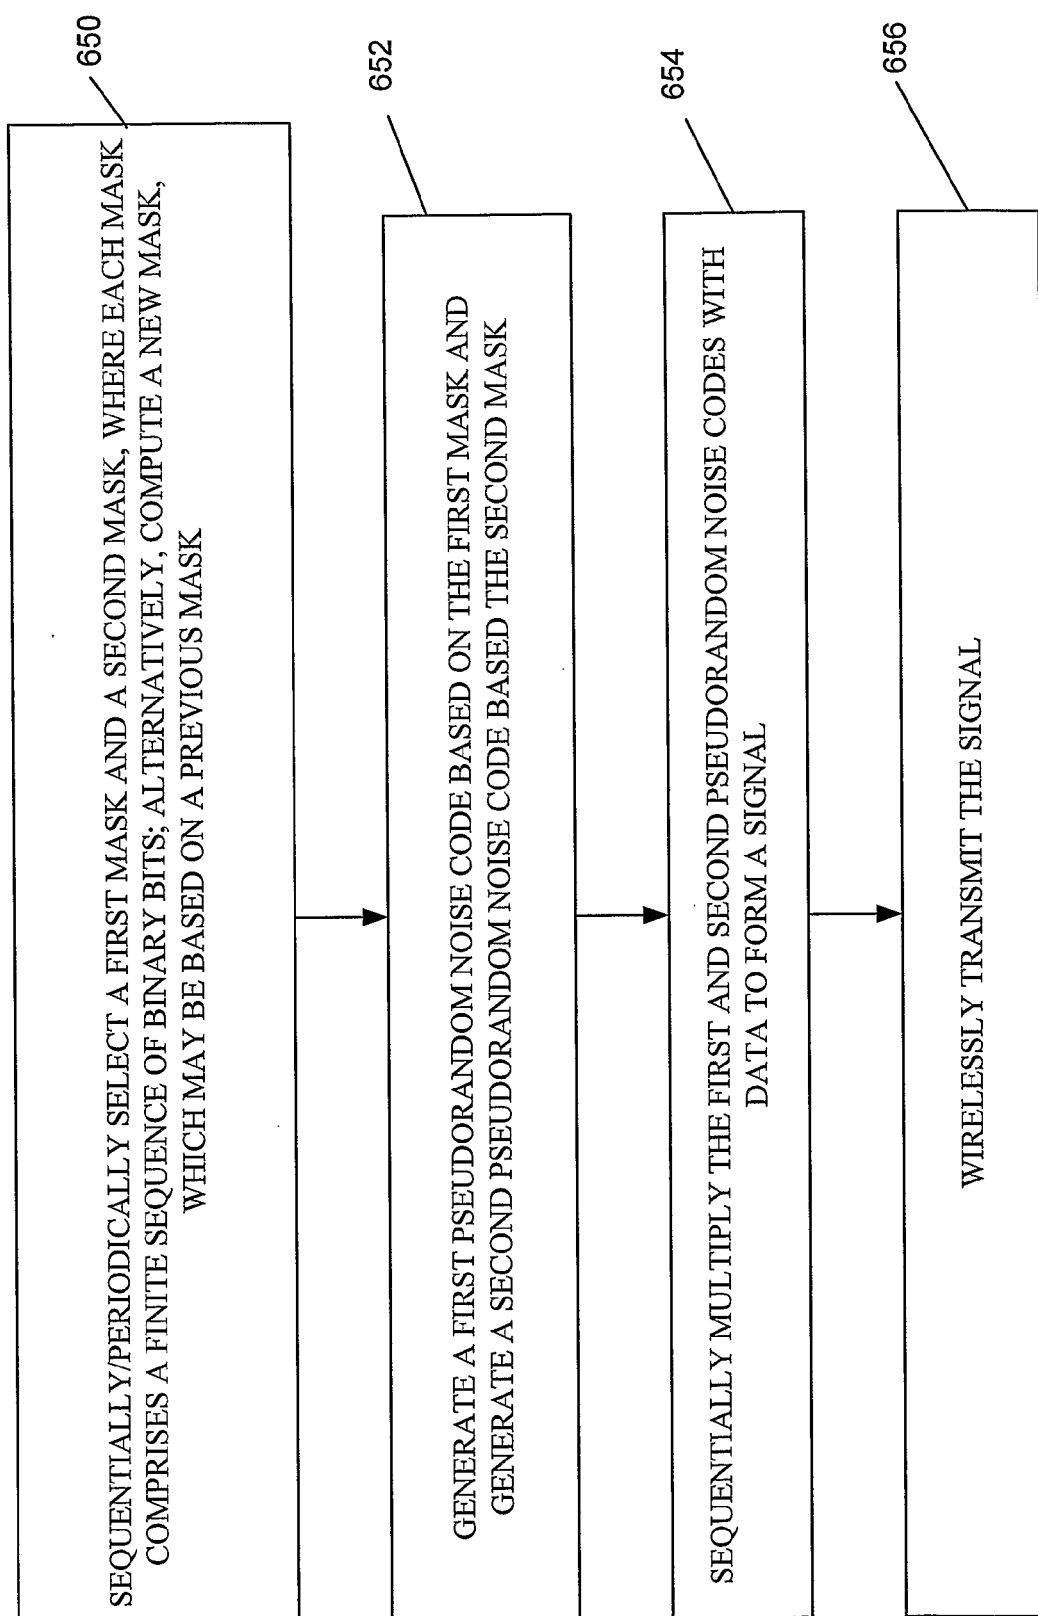 650
SEQUENTIALLY/PERIODICALLY SELECT A FIRST MASK AND A SECOND MASK, WHERE EACH MASK
COMPRISES A FINITE SEQUENCE OF BINARY BITS; ALTERNATIVELY, COMPUTE A NEW MASK,
WHICH MAY BE BASED ON A PREVIOUS MASK
652
GENERATE A FIRST PSEUDORANDOM NOISE CODE BASED ON THE FIRST MASK AND
GENERATE A SECOND PSEUDORANDOM NOISE CODE BASED THE SECOND MASK
654
SEQUENTIALLY MULTIPLY THE FIRST AND SECOND PSEUDORANDOM NOISE CODES WITH
DATA TO FORM A SIGNAL
656
WIRELESSLY TRANSMIT THE SIGNAL